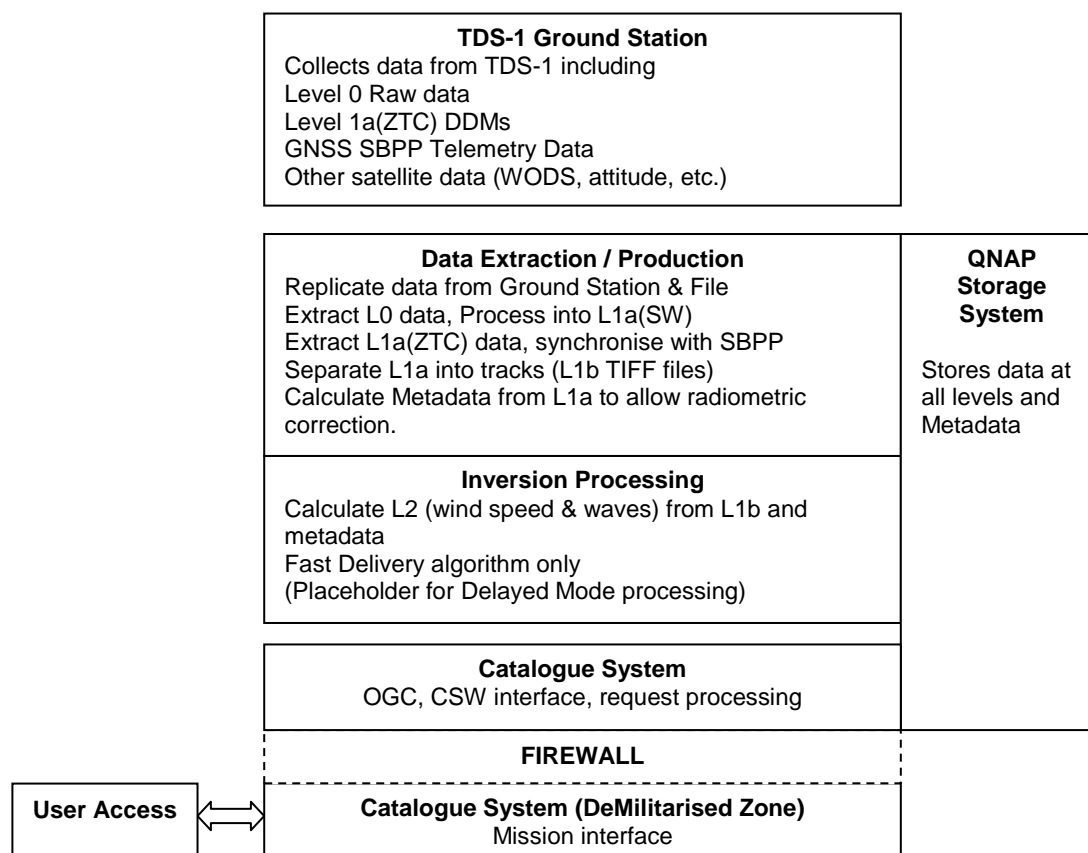 TDS-1 Ground Station
Collects data from TDS-1 including
Level 0 Raw data
Level 1a(ZTC) DDMs
GNSS SBPP Telemetry Data
Other satellite data (WODS, attitude, etc.)
Data Extraction / Production
Replicate data from Ground Station & File
Extract L0 data, Process into L1a(SW)
Extract L1a(ZTC) data, synchronise with SBPP
Separate L1a into tracks (L1b TIFF files)
Calculate Metadata from L1a to allow radiometric
correction.
QNAP
Storage
System
Stores data at
all levels and
Metadata
Inversion Processing
Calculate L2 (wind speed & waves) from L1b and
metadata
Fast Delivery algorithm only
(Placeholder for Delayed Mode processing)
Catalogue System
OGC, CSW interface, request processing
FIREWALL
User Access
Catalogue System (DeMilitarised Zone)
Mission interface